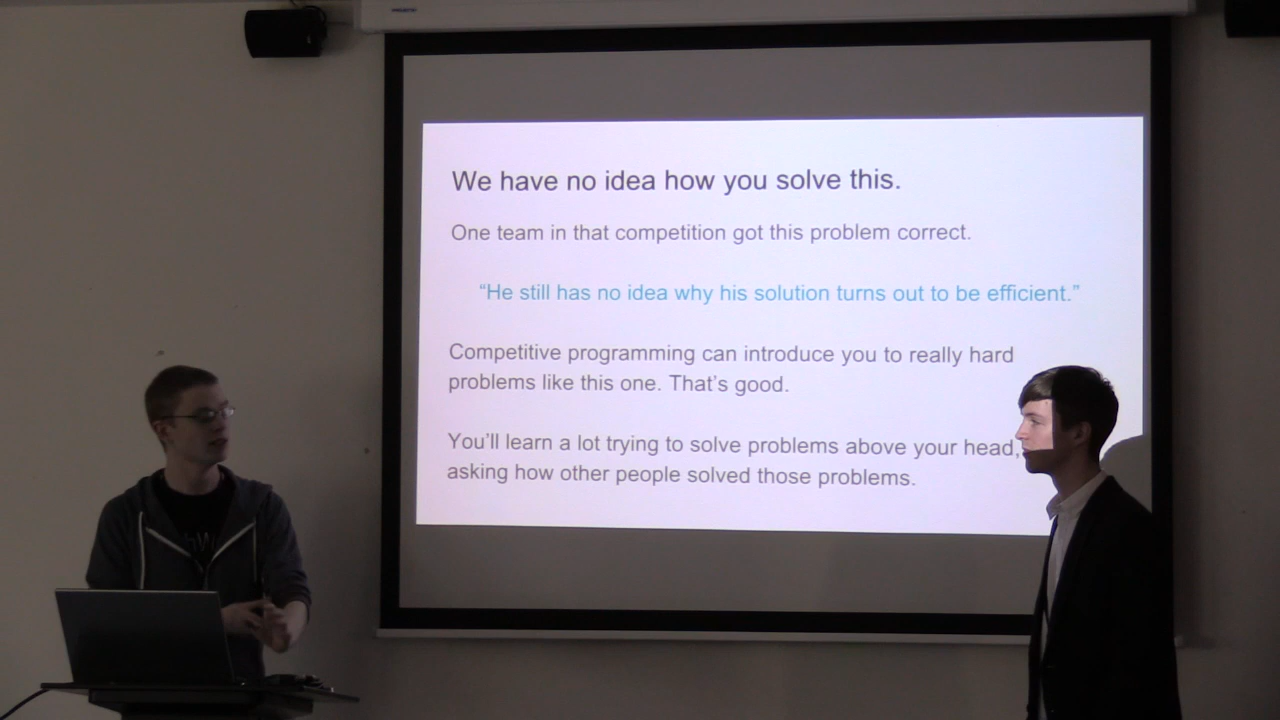 We have no idea how you solve this.
One team in that competition got this problem correct.
“He still has no idea why his solution turns out to be efficient.”
Competitive programming can introduce you to really hard
problems like this one. That’s good.
You’ll learn a lot trying to solve problems above your head,
asking how other people solved those problems.